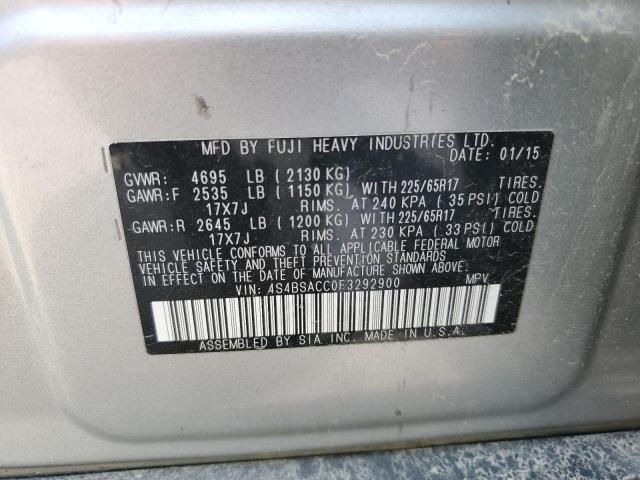 MFD BY FUJI HEAVY INDUSTRIES LTD.
DATE: 01/15
GVWR: 4695 LB ( 2130 KG)
GAWR:F 2535 LB ( 1150 KG) WITH 225/65R17 TIRES.
17X7J RIMS. AT 240 KPA ( 35 PSI) COLD
GAWR:R 2645 LB ( 1200 KG) WITH 225/65R17 TIRES.
17X7J RIMS. AT 230 KPA ( 33 PSI) COLD
THIS VEHICLE CONFORMS TO ALL APPLICABLE FEDERAL MOTOR
VEHICLE SAFETY AND THEFT PREVENTION STANDARDS
IN EFFECT ON THE DATE OF MANUFACTURE SHOWN ABOVE.
VIN: 4S4BSACC0F3292900 MPV
ASSEMBLED BY SIA, INC. MADE IN U.S.A.